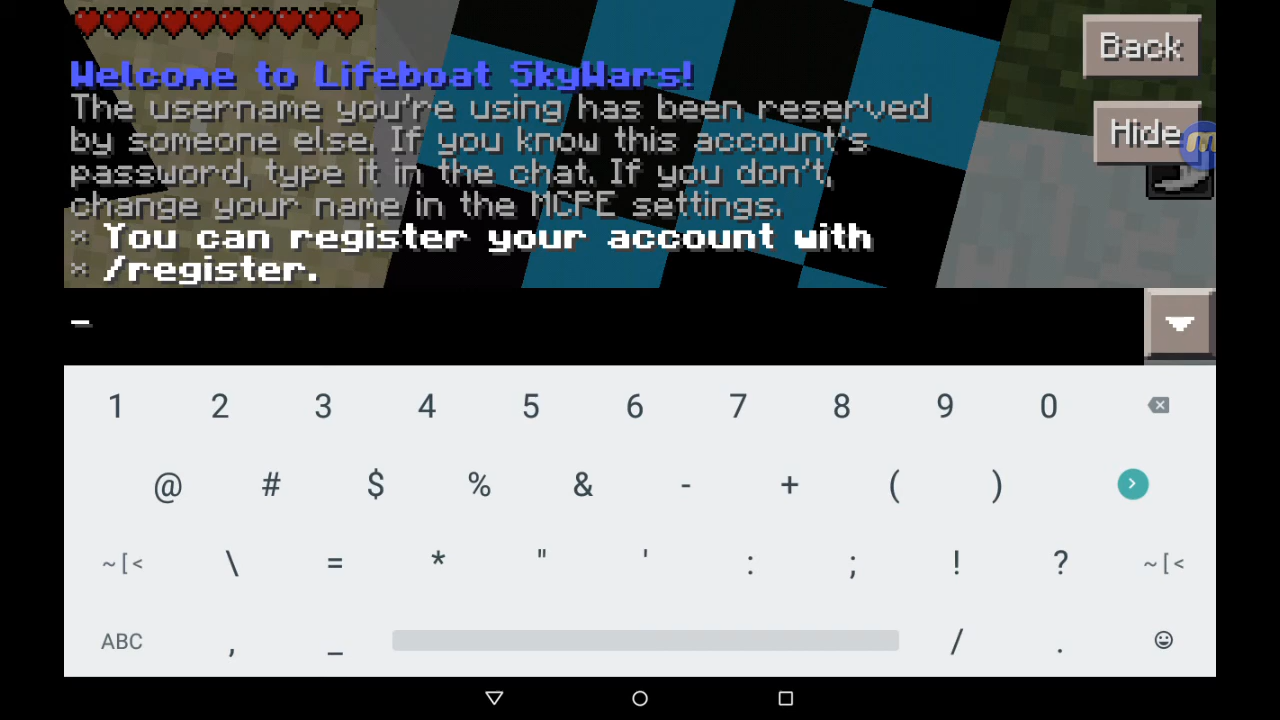 Back
Welcome to Lifeboat SkyWars!
The username you're using has been reserved
by someone else. If you know this account's
password, type it in the chat. If you don't,
change your name in the MCPE settings.
Hide
* You can register your account with
* /register.
_
1 2 3 4 5 6 7 8 9 0
@ # $ % & - + ( )
~[< \ = * " ' : ; ! ? ~[<
ABC , _ / .